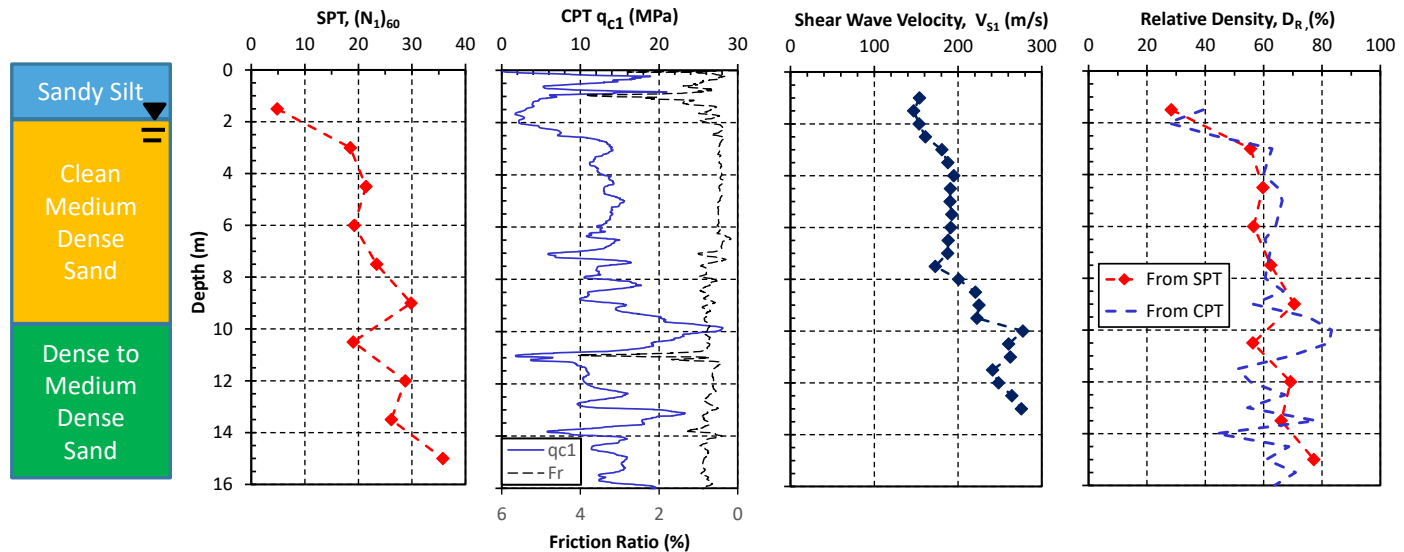 SPT, (N1)60
0 10 20 30 40
CPT qc1 (MPa)
0 10 20 30
Shear Wave Velocity, VS1 (m/s)
0 100 200 300
Relative Density, DR ,(%)
0 20 40 60 80 100
Sandy Silt
Clean
Medium
Dense
Sand
Dense to
Medium
Dense
Sand
Depth (m)
0
2
4
6
8
10
12
14
16
qc1
Fr
6 4 2 0
Friction Ratio (%)
From SPT
From CPT